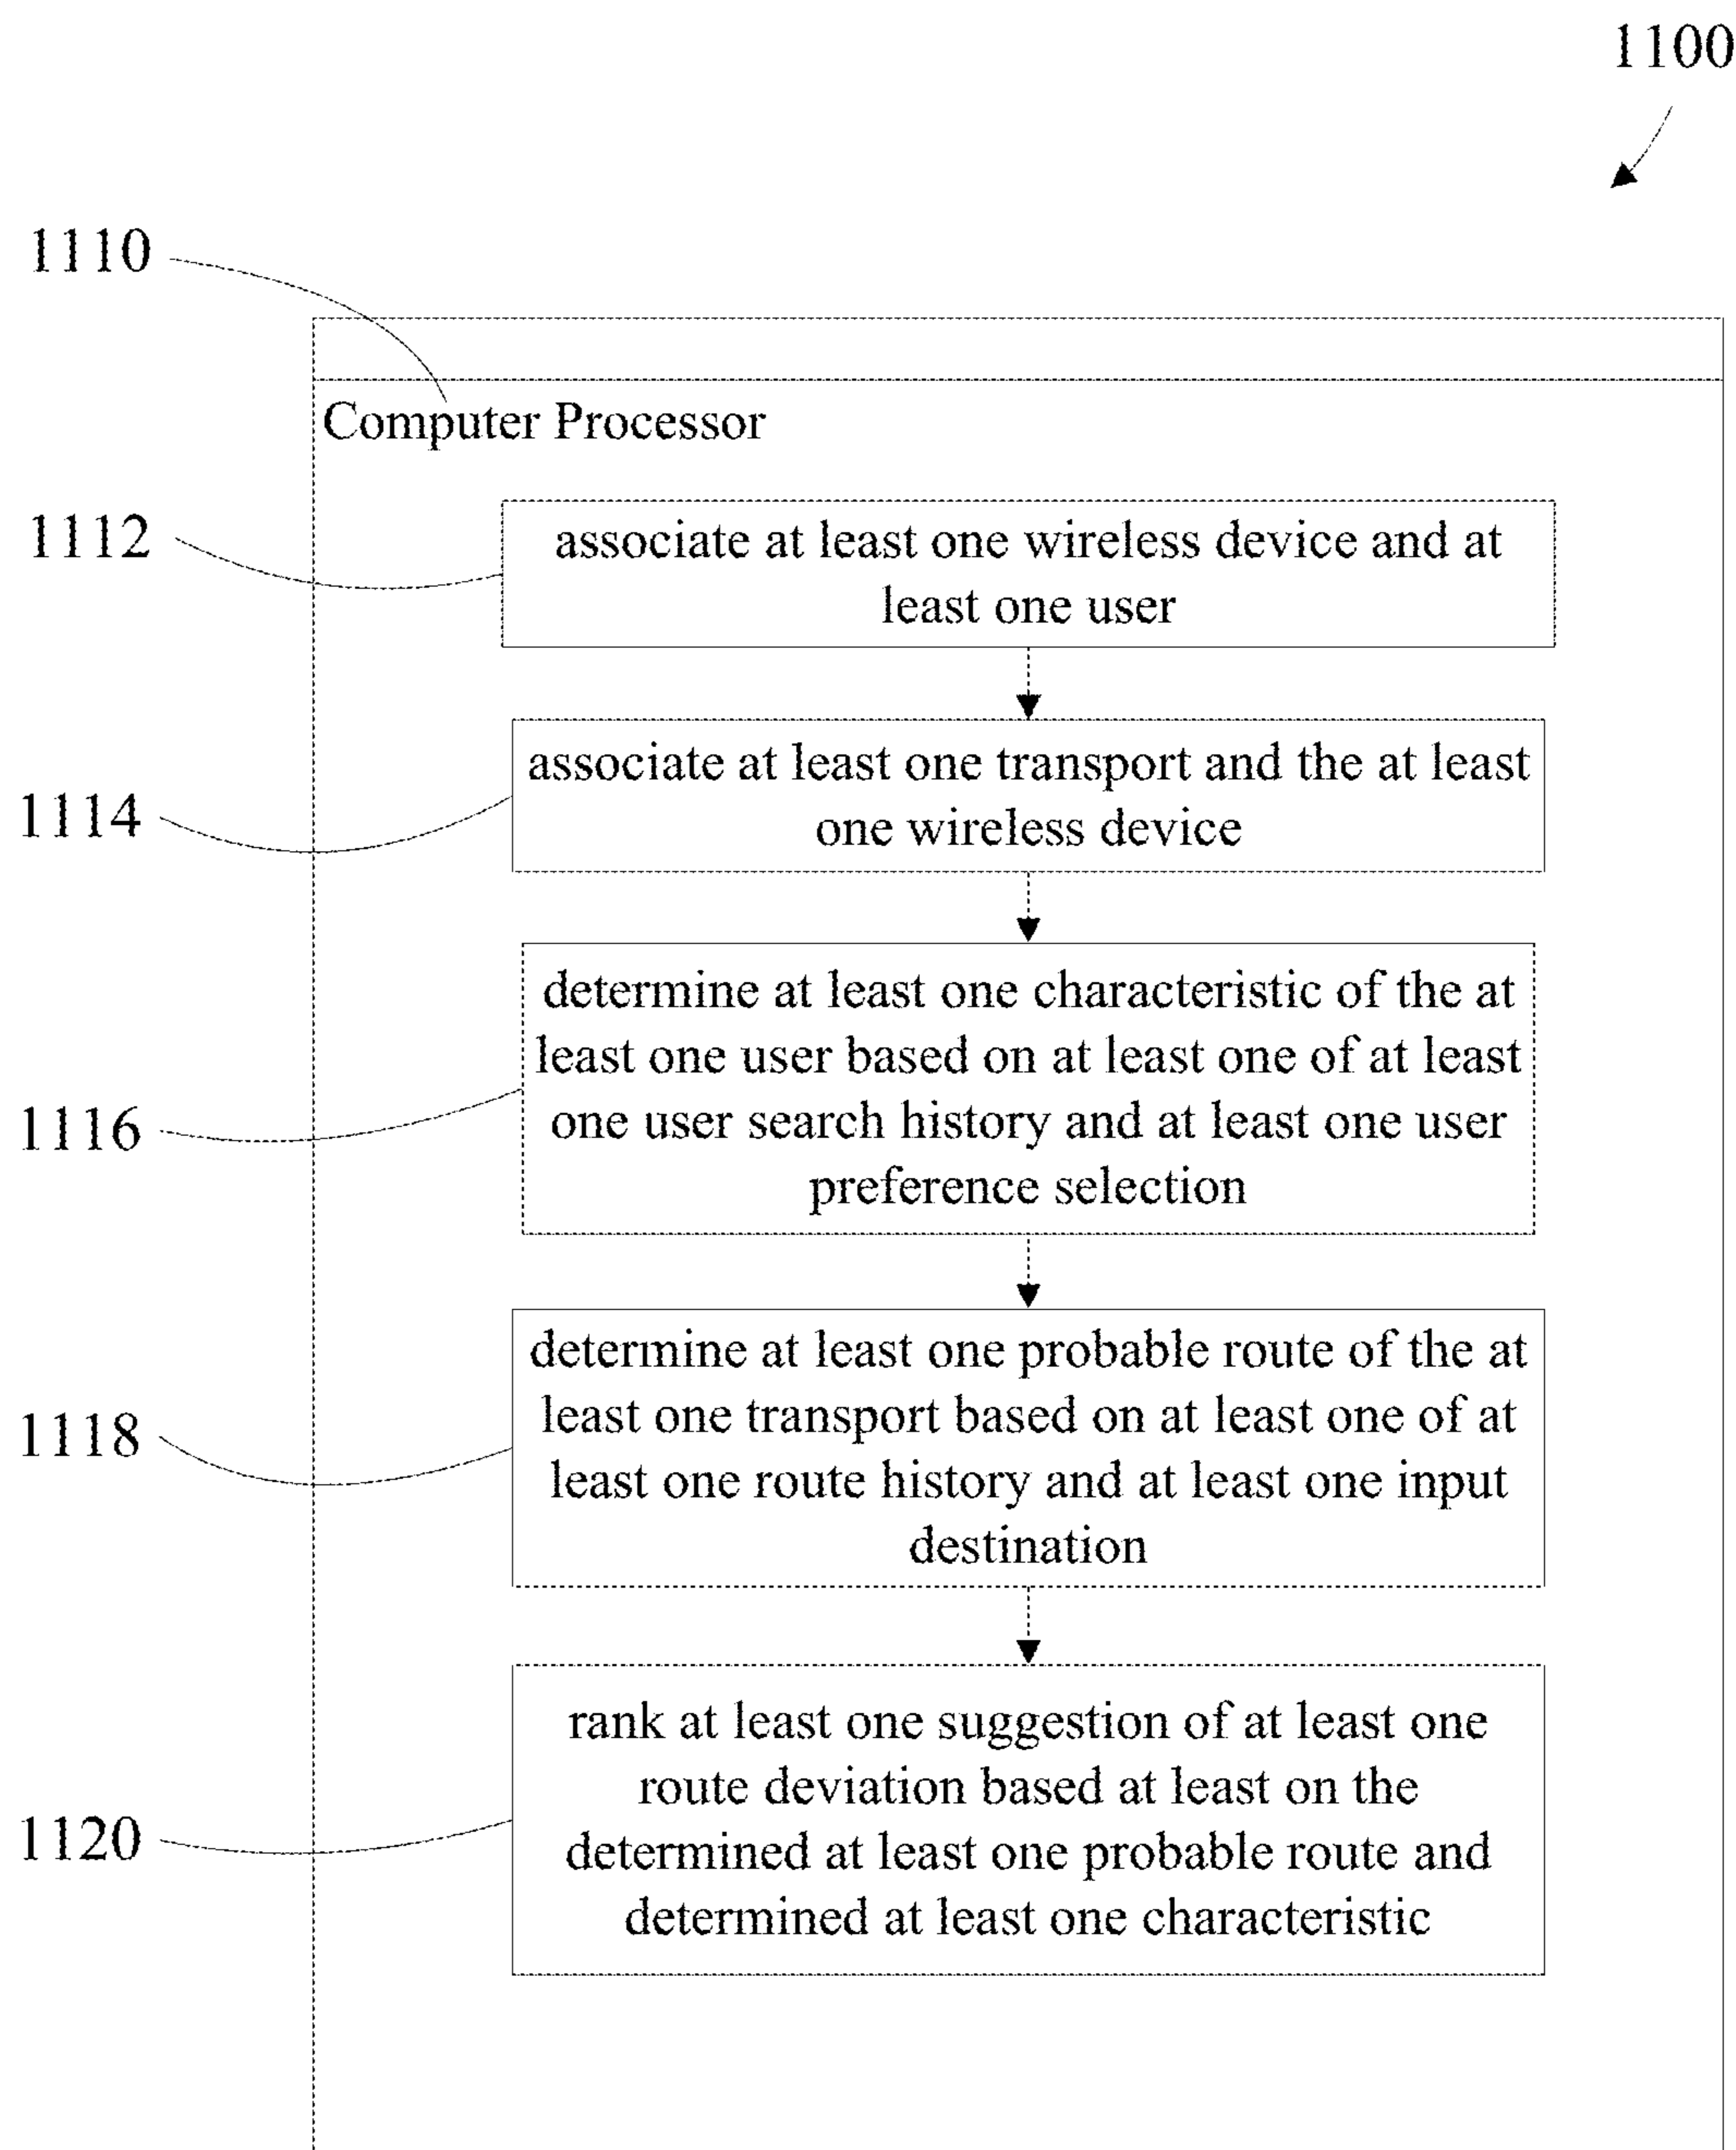 1100
1110
Computer Processor
1112
associate at least one wireless device and at
least one user
1114
associate at least one transport and the at least
one wireless device
1116
determine at least one characteristic of the at
least one user based on at least one of at least
one user search history and at least one user
preference selection
1118
determine at least one probable route of the at
least one transport based on at least one of at
least one route history and at least one input
destination
1120
rank at least one suggestion of at least one
route deviation based at least on the
determined at least one probable route and
determined at least one characteristic